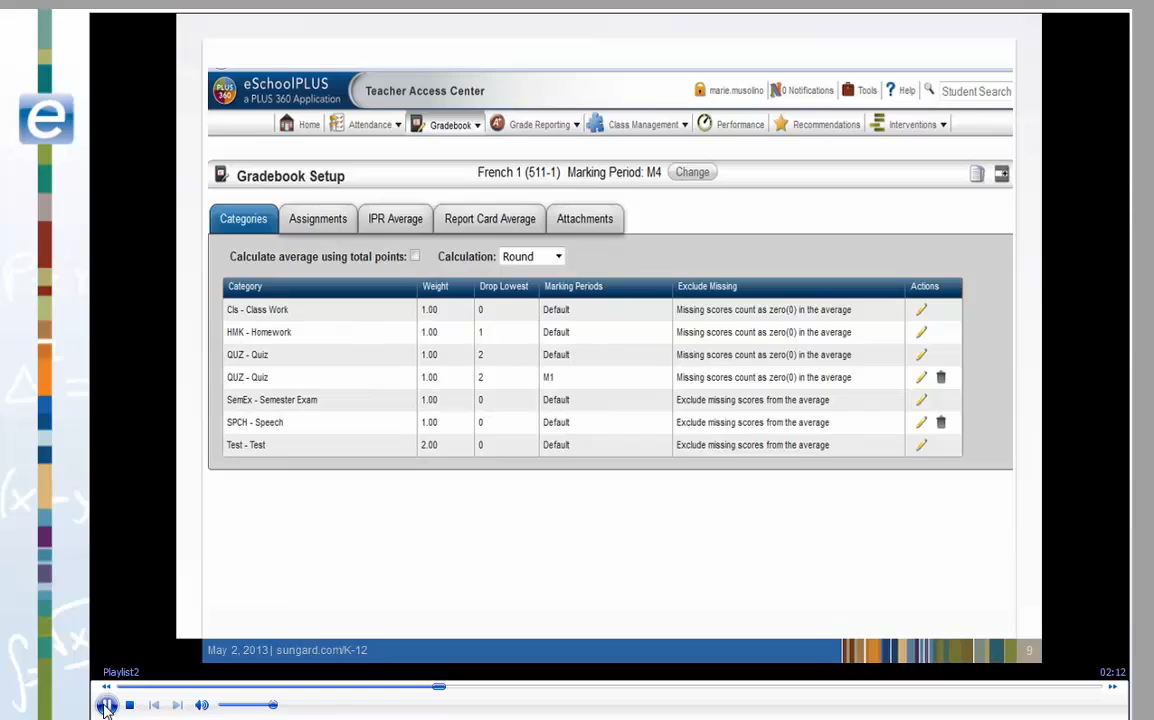 eSchoolPLUS
a PLUS 360 Application
PLUS 360
Teacher Access Center
marie.musolino
0 Notifications
Tools
? Help
Student Search
Home
Attendance
Gradebook
Grade Reporting
Class Management
Performance
Recommendations
Interventions
Gradebook Setup
French 1 (511-1) Marking Period: M4 Change
Categories Assignments IPR Average Report Card Average Attachments
Calculate average using total points: Calculation: Round
Category Weight Drop Lowest Marking Periods Exclude Missing Actions
Cls - Class Work 1.00 0 Default Missing scores count as zero(0) in the average
HMK - Homework 1.00 1 Default Missing scores count as zero(0) in the average
QUZ - Quiz 1.00 2 Default Missing scores count as zero(0) in the average
QUZ - Quiz 1.00 2 M1 Missing scores count as zero(0) in the average
SemEx - Semester Exam 1.00 0 Default Exclude missing scores from the average
SPCH - Speech 1.00 0 Default Exclude missing scores from the average
Test - Test 2.00 0 Default Exclude missing scores from the average
May 2, 2013 | sungard.com/K-12
9
Playlist2
02:12
e